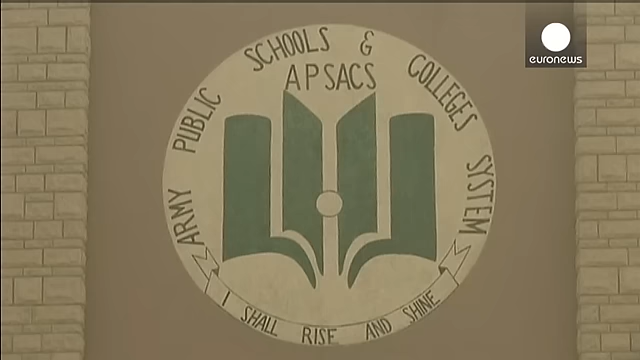 ARMY PUBLIC SCHOOLS & COLLEGES SYSTEM
APSACS
I SHALL RISE AND SHINE
euronews